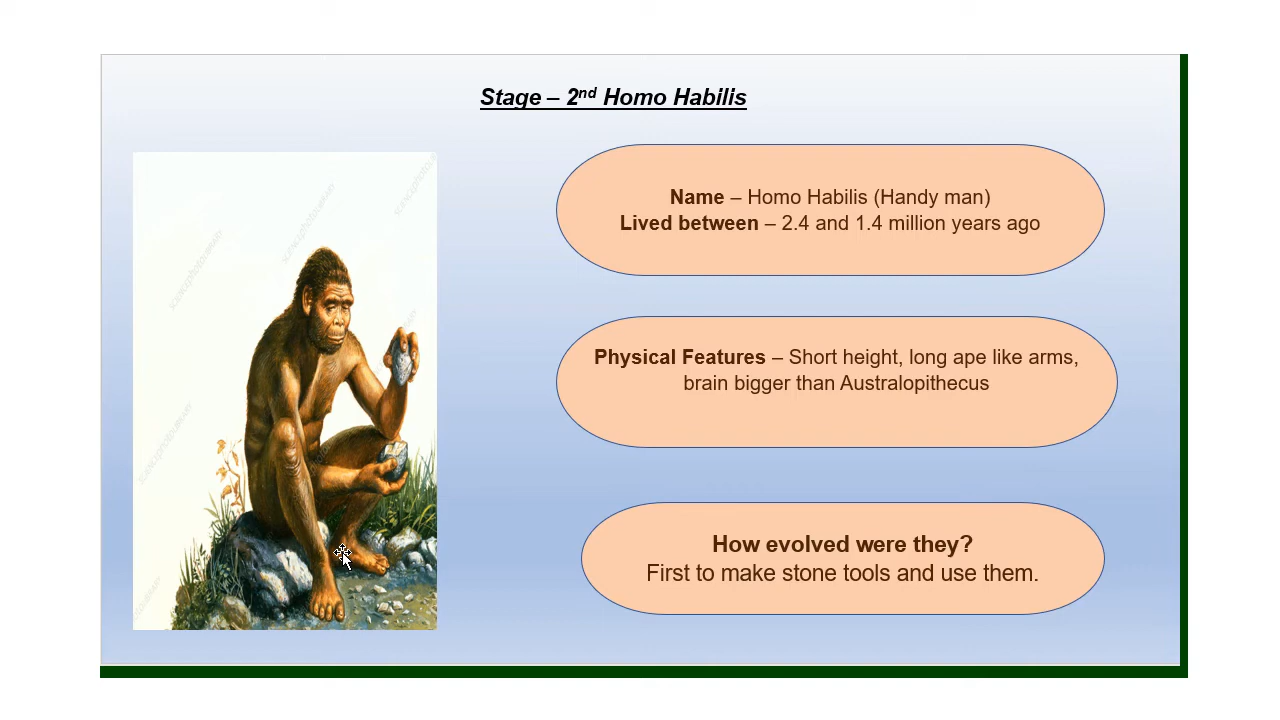 Stage – 2nd Homo Habilis
Name – Homo Habilis (Handy man)
Lived between – 2.4 and 1.4 million years ago
Physical Features – Short height, long ape like arms,
brain bigger than Australopithecus
How evolved were they?
First to make stone tools and use them.